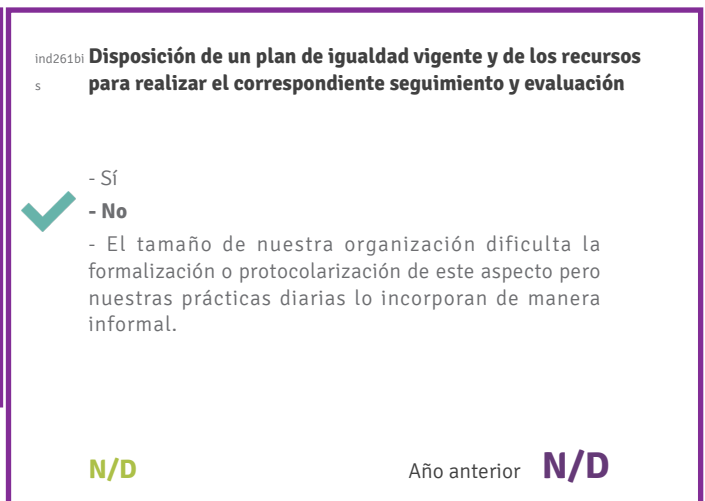 ind261bi Disposición de un plan de igualdad vigente y de los recursos
s para realizar el correspondiente seguimiento y evaluación
- Sí
- No
- El tamaño de nuestra organización dificulta la
formalización o protocolarización de este aspecto pero
nuestras prácticas diarias lo incorporan de manera
informal.
N/D Año anterior N/D